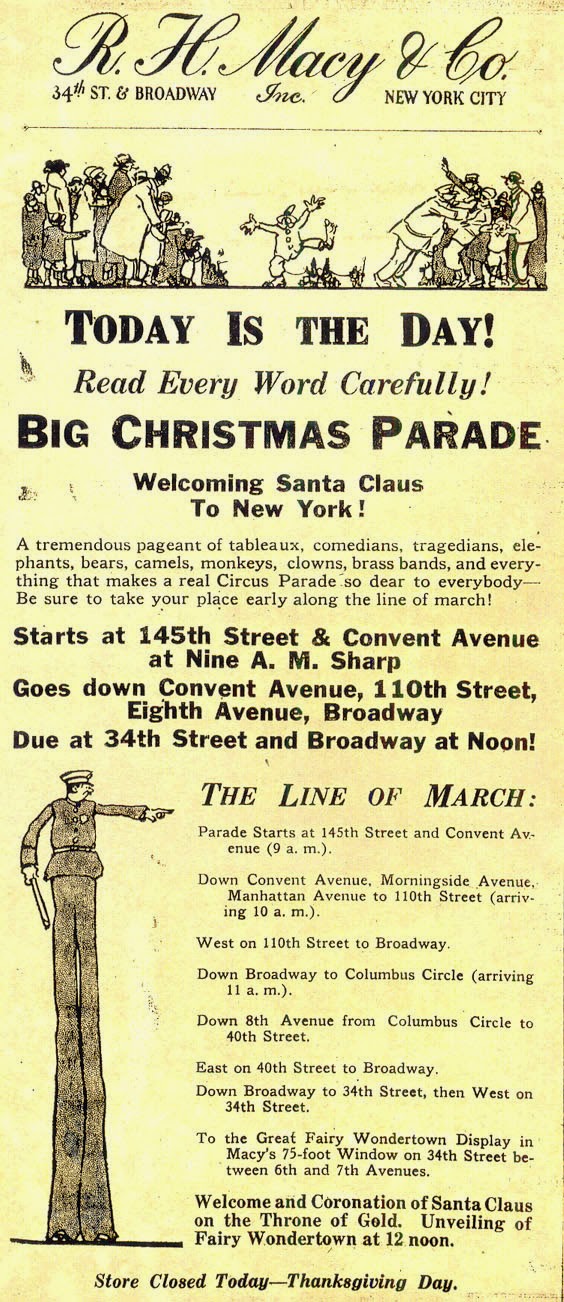 R. H. Macy & Co.
34th ST. & BROADWAY Inc. NEW YORK CITY
TODAY IS THE DAY!
Read Every Word Carefully!
BIG CHRISTMAS PARADE
Welcoming Santa Claus
To New York!
A tremendous pageant of tableaux, comedians, tragedians, ele-
phants, bears, camels, monkeys, clowns, brass bands, and every-
thing that makes a real Circus Parade so dear to everybody—
Be sure to take your place early along the line of march!
Starts at 145th Street & Convent Avenue
at Nine A. M. Sharp
Goes down Convent Avenue, 110th Street,
Eighth Avenue, Broadway
Due at 34th Street and Broadway at Noon!
THE LINE OF MARCH:
Parade Starts at 145th Street and Convent Av-
enue (9 a. m.).
Down Convent Avenue, Morningside Avenue,
Manhattan Avenue to 110th Street (arriv-
ing 10 a. m.).
West on 110th Street to Broadway.
Down Broadway to Columbus Circle (arriving
11 a. m.).
Down 8th Avenue from Columbus Circle to
40th Street.
East on 40th Street to Broadway.
Down Broadway to 34th Street, then West on
34th Street.
To the Great Fairy Wondertown Display in
Macy's 75-foot Window on 34th Street be-
tween 6th and 7th Avenues.
Welcome and Coronation of Santa Claus
on the Throne of Gold. Unveiling of
Fairy Wondertown at 12 noon.
Store Closed Today—Thanksgiving Day.